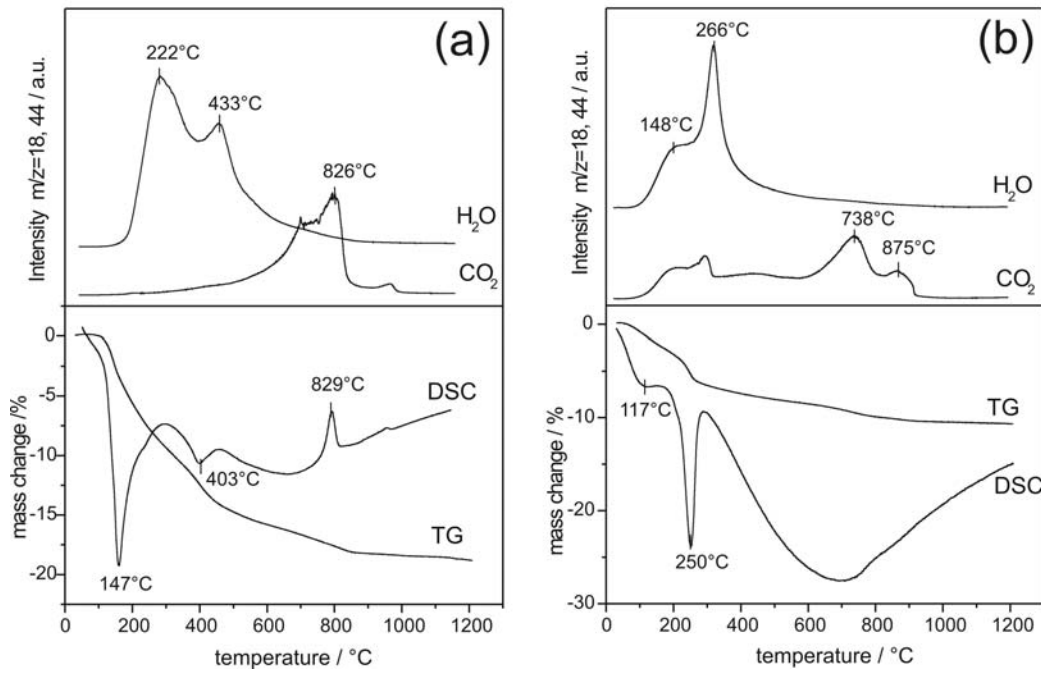 (a)
222°C
433°C
826°C
H₂O
CO₂
Intensity m/z=18, 44 / a.u.
0
-5
-10
-15
-20
mass change /%
829°C
DSC
403°C
TG
147°C
0
200
400
600
800
1000
1200
temperature / °C
(b)
266°C
148°C
H₂O
738°C
875°C
CO₂
Intensity m/z=18, 44 / a.u.
0
-10
-20
-30
mass change / %
117°C
TG
DSC
250°C
0
200
400
600
800
1000
1200
temperature / °C